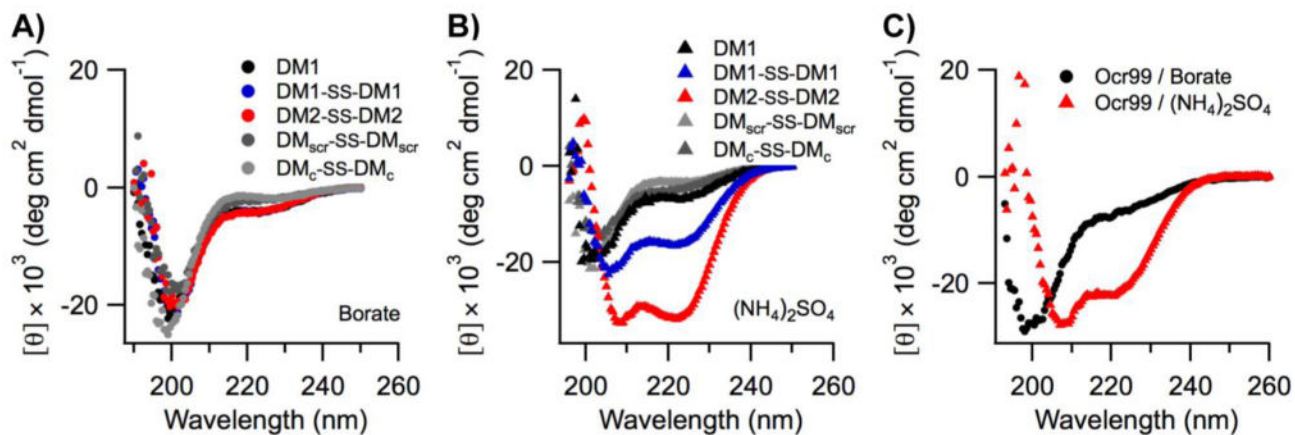 A)
[θ] × 10³ (deg cm² dmol⁻¹)
20
0
-20
DM1
DM1-SS-DM1
DM2-SS-DM2
DMscr-SS-DMscr
DMc-SS-DMc
Borate
200 220 240 260
Wavelength (nm)
B)
[θ] × 10³ (deg cm² dmol⁻¹)
20
0
-20
DM1
DM1-SS-DM1
DM2-SS-DM2
DMscr-SS-DMscr
DMc-SS-DMc
(NH₄)₂SO₄
200 220 240 260
Wavelength (nm)
C)
[θ] × 10³ (deg cm² dmol⁻¹)
20
0
-20
Ocr99 / Borate
Ocr99 / (NH₄)₂SO₄
200 220 240 260
Wavelength (nm)